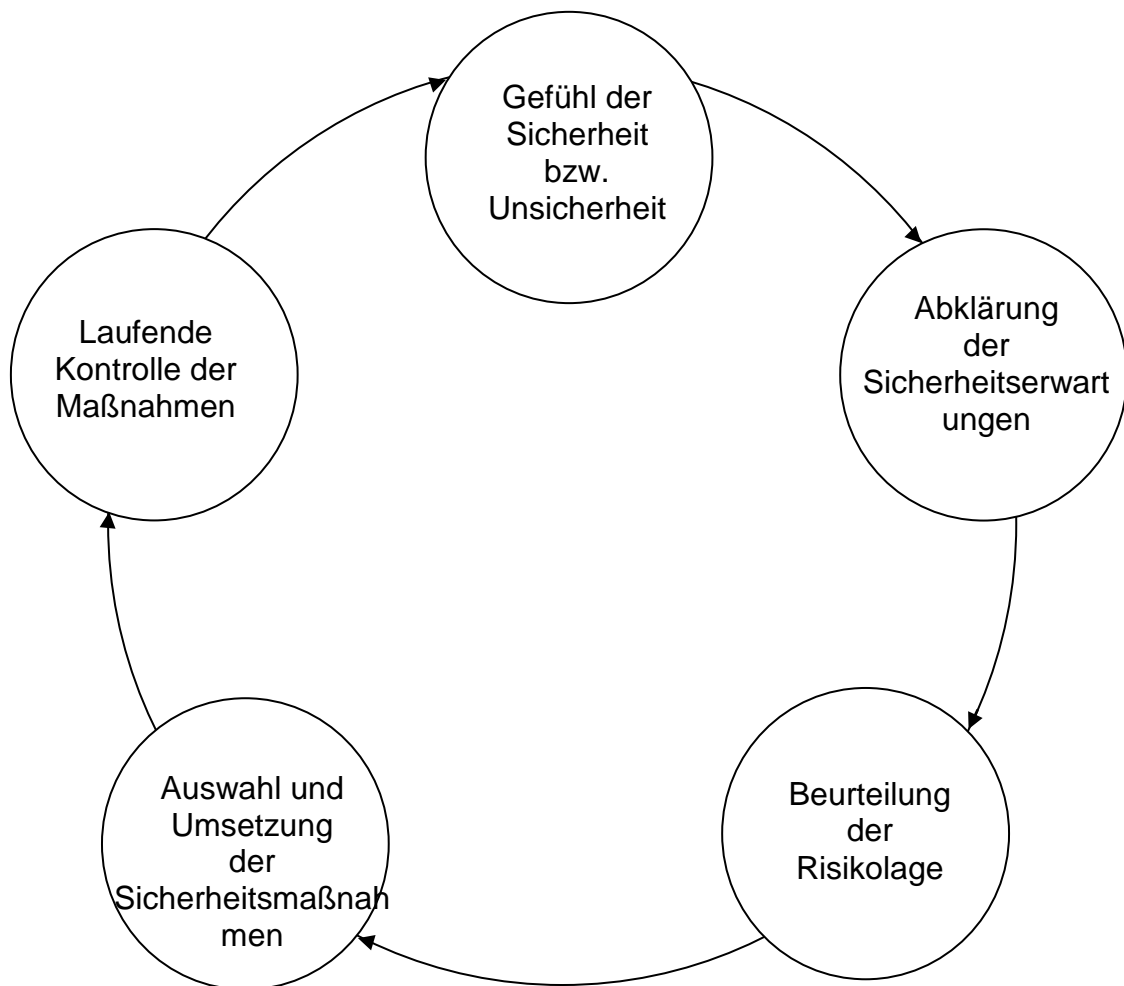 Gefühl der
Sicherheit
bzw.
Unsicherheit
Abklärung
der
Sicherheitserwart
ungen
Beurteilung
der
Risikolage
Auswahl und
Umsetzung
der
Sicherheitsmaßnah
men
Laufende
Kontrolle der
Maßnahmen